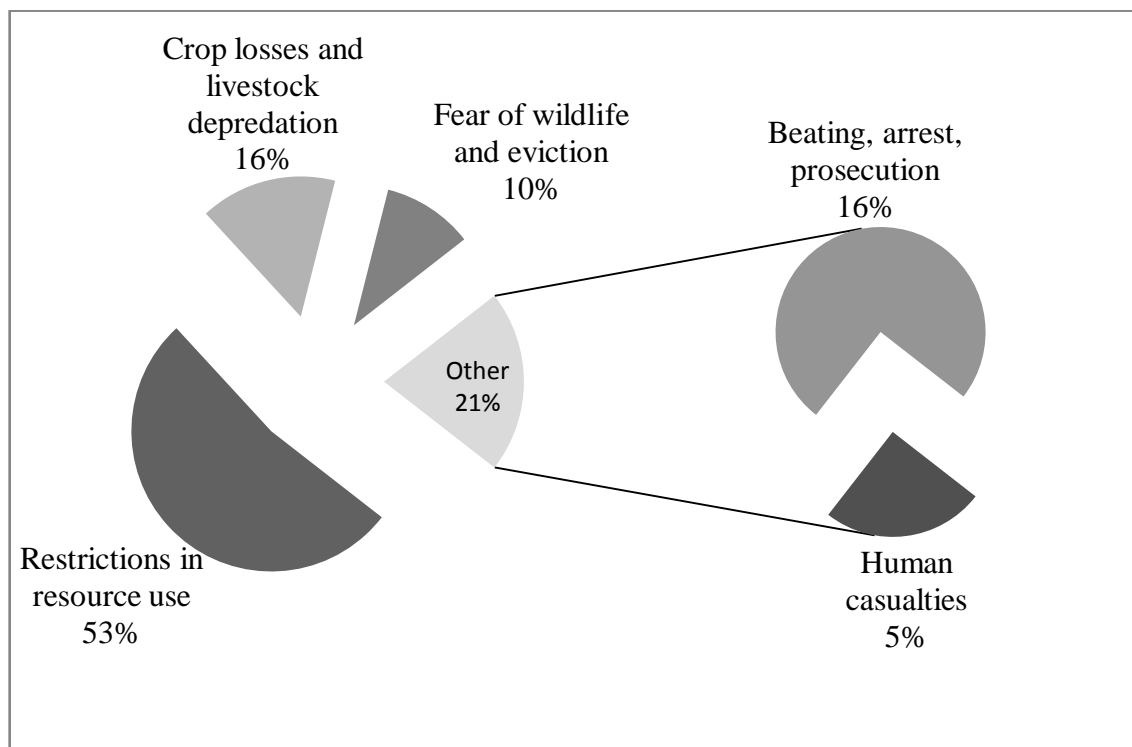 Crop losses and
livestock
depredation
16%
Fear of wildlife
and eviction
10%
Beating, arrest,
prosecution
16%
Other
21%
Restrictions in
resource use
53%
Human
casualties
5%